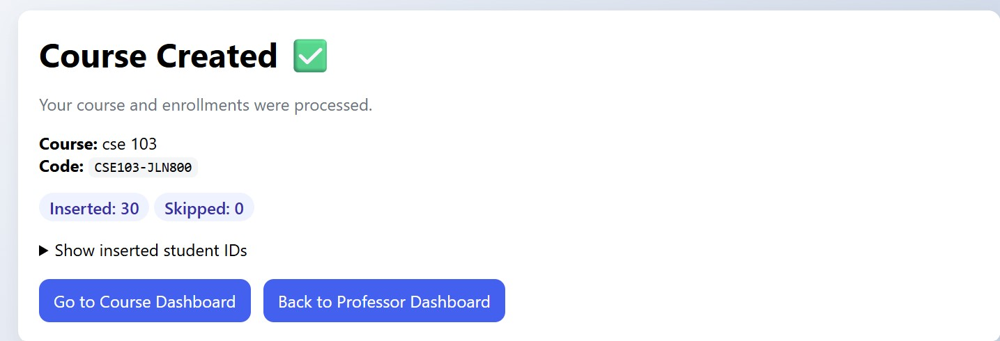 Course Created ✅
Your course and enrollments were processed.
Course: cse 103
Code: CSE103-JLN800
Inserted: 30 Skipped: 0
▶ Show inserted student IDs
Go to Course Dashboard Back to Professor Dashboard